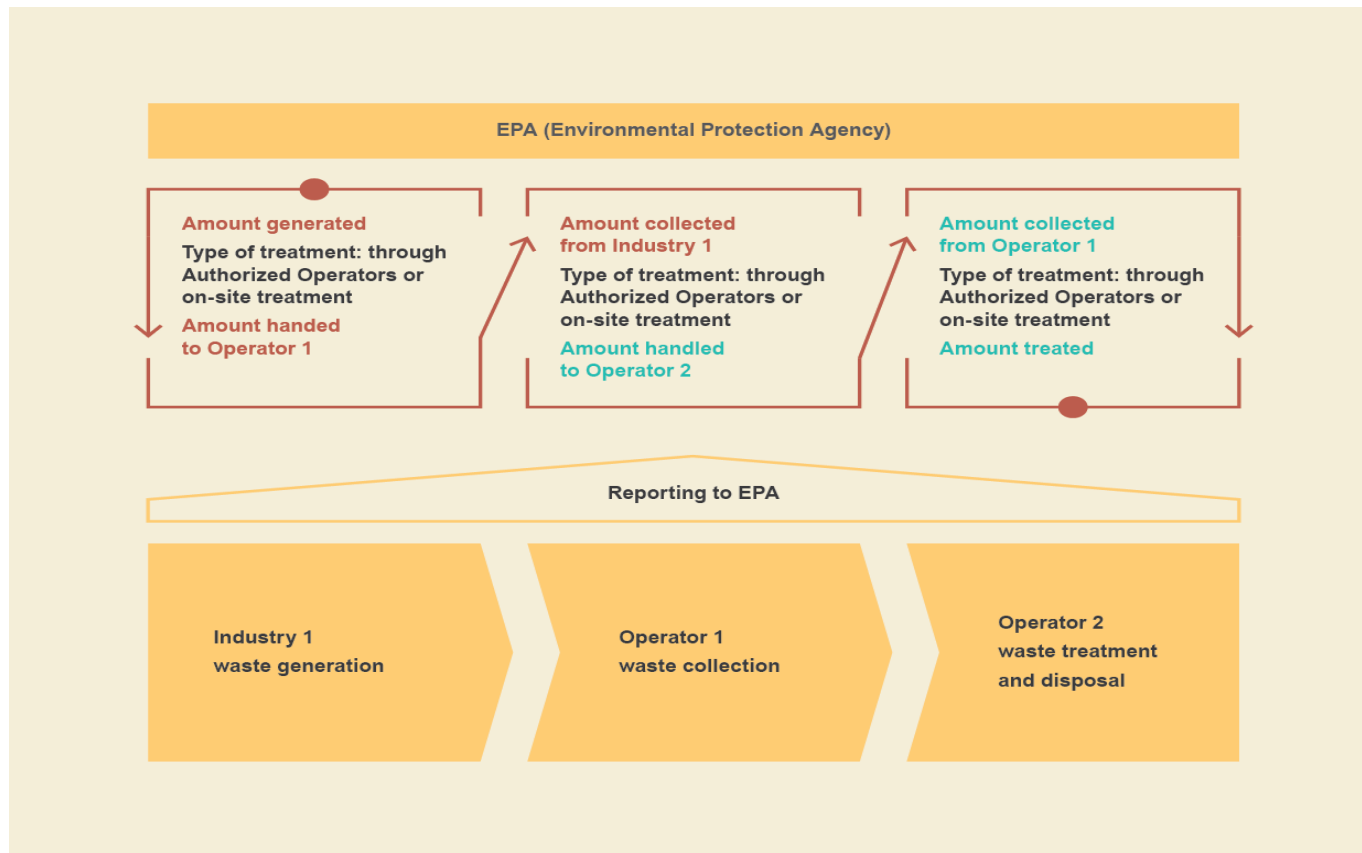 EPA (Environmental Protection Agency)
Amount generated
Type of treatment: through
Authorized Operators or
on-site treatment
Amount handed
to Operator 1
Amount collected
from Industry 1
Type of treatment: through
Authorized Operators or
on-site treatment
Amount handled
to Operator 2
Amount collected
from Operator 1
Type of treatment: through
Authorized Operators or
on-site treatment
Amount treated
Reporting to EPA
Industry 1
waste generation
Operator 1
waste collection
Operator 2
waste treatment
and disposal